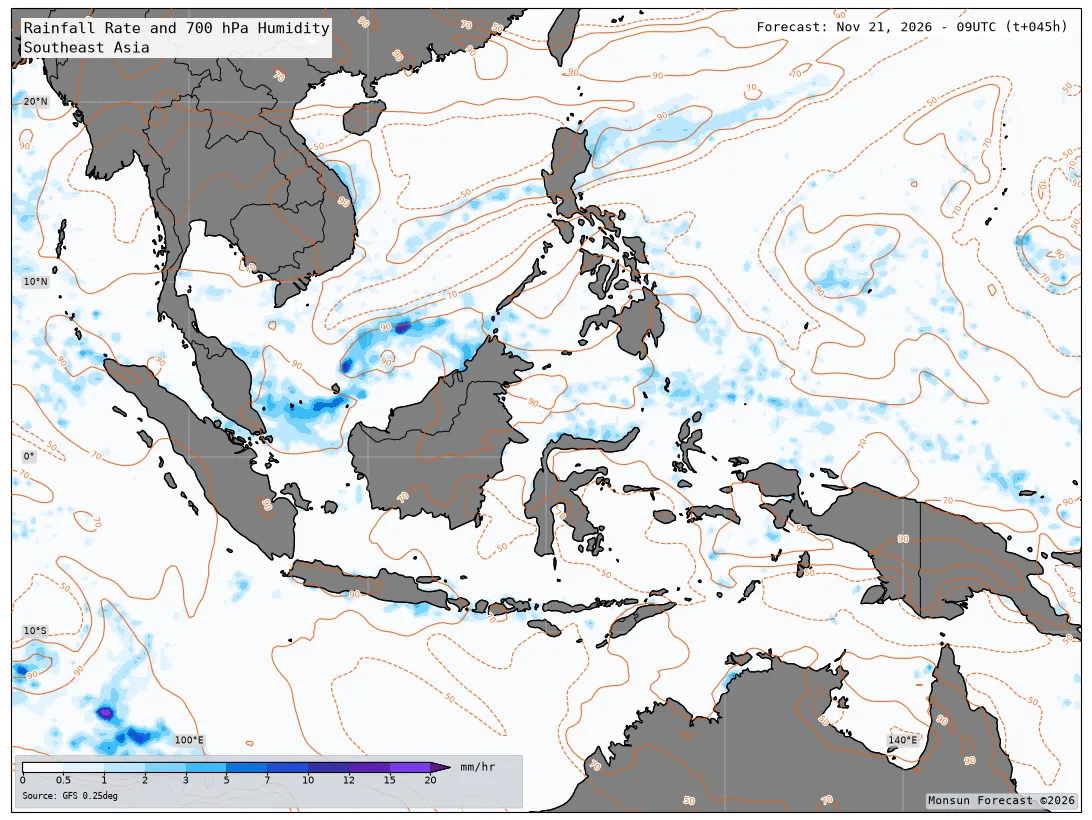 Rainfall Rate and 700 hPa Humidity
Southeast Asia
Forecast: Nov 21, 2026 - 09UTC (t+045h)
20°N
10°N
0°
10°S
100°E
140°E
0 0.5 1 2 3 5 7 10 12 15 20 mm/hr
Source: GFS 0.25deg
Monsun Forecast ©2026